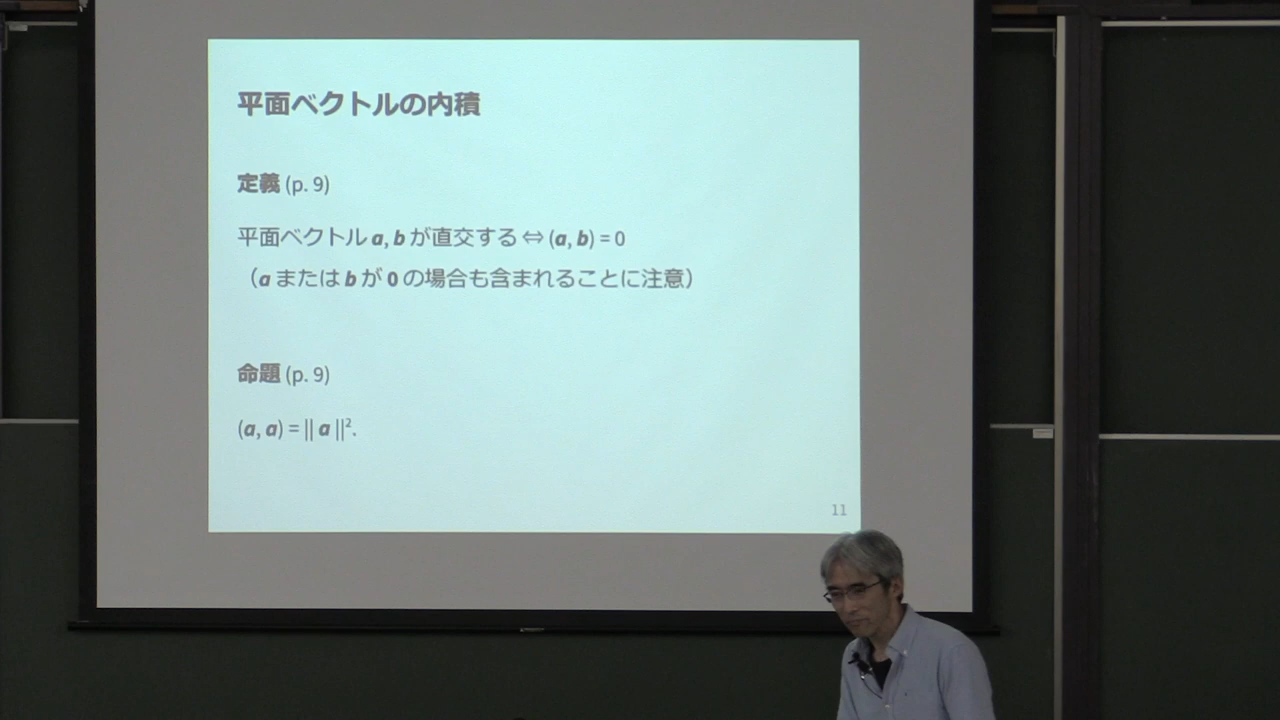 平面ベクトルの内積
定義 (p. 9)
平面ベクトル a, b が直交する ⇔ (a, b) = 0
（a または b が 0 の場合も含まれることに注意）
命題 (p. 9)
(a, a) = || a ||².
11